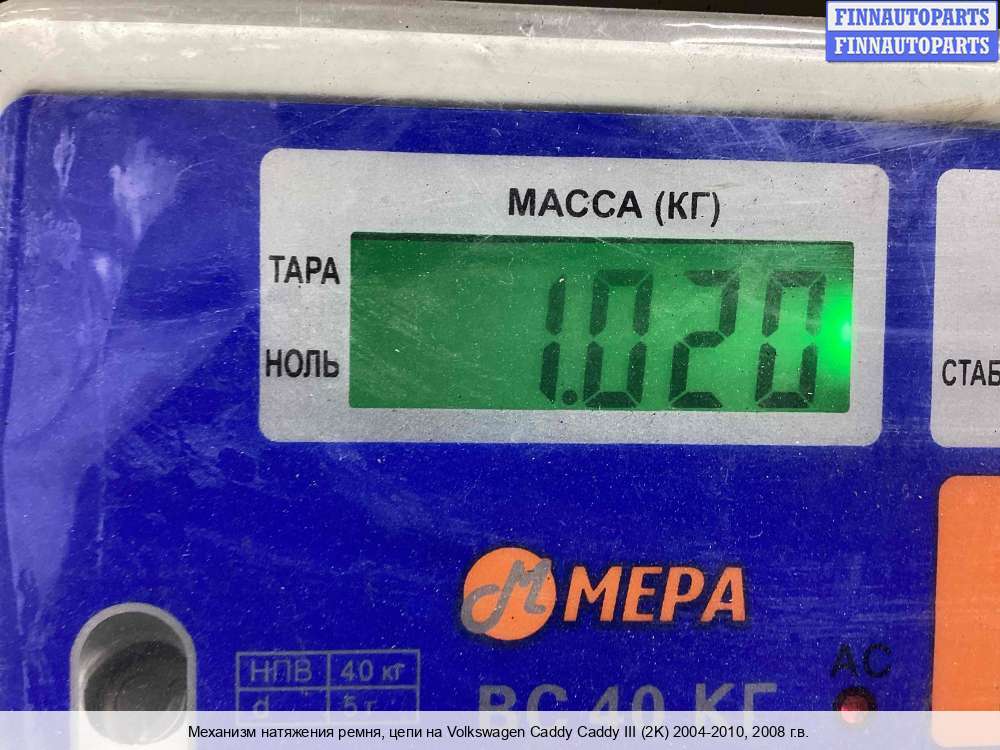 FINNAUTOPARTS
FINNAUTOPARTS
МАССА (КГ)
ТАРА
1.020
НОЛЬ
СТАБ
М МЕРА
АС
НПВ 40 кг
d 5 г
ВС 40 КГ
Механизм натяжения ремня, цепи на Volkswagen Caddy Caddy III (2K) 2004-2010, 2008 г.в.